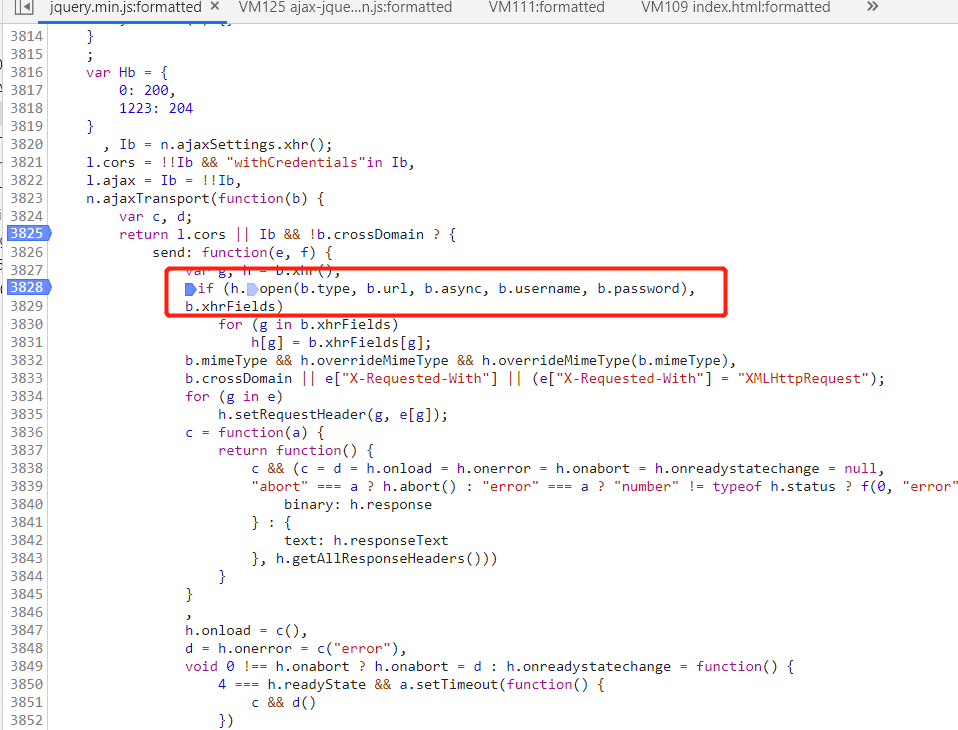 jquery.min.js:formatted × VM125 ajax-jque...n.js:formatted VM111:formatted VM109 index.html:formatted »
3814 }
3815 ;
3816 var Hb = {
3817 0: 200,
3818 1223: 204
3819 }
3820 , Ib = n.ajaxSettings.xhr();
3821 l.cors = !!Ib && "withCredentials"in Ib,
3822 l.ajax = Ib = !!Ib,
3823 n.ajaxTransport(function(b) {
3824 var c, d;
3825 return l.cors || Ib && !b.crossDomain ? {
3826 send: function(e, f) {
3827 var g, h = b.xhr();
3828 if (h.open(b.type, b.url, b.async, b.username, b.password),
3829 b.xhrFields)
3830 for (g in b.xhrFields)
3831 h[g] = b.xhrFields[g];
3832 b.mimeType && h.overrideMimeType && h.overrideMimeType(b.mimeType),
3833 b.crossDomain || e["X-Requested-With"] || (e["X-Requested-With"] = "XMLHttpRequest");
3834 for (g in e)
3835 h.setRequestHeader(g, e[g]);
3836 c = function(a) {
3837 return function() {
3838 c && (c = d = h.onload = h.onerror = h.onabort = h.onreadystatechange = null,
3839 "abort" === a ? h.abort() : "error" === a ? "number" != typeof h.status ? f(0, "error"
3840 binary: h.response
3841 } : {
3842 text: h.responseText
3843 }, h.getAllResponseHeaders()))
3844 }
3845 }
3846 ,
3847 h.onload = c(),
3848 d = h.onerror = c("error"),
3849 void 0 !== h.onabort ? h.onabort = d : h.onreadystatechange = function() {
3850 4 === h.readyState && a.setTimeout(function() {
3851 c && d()
3852 })